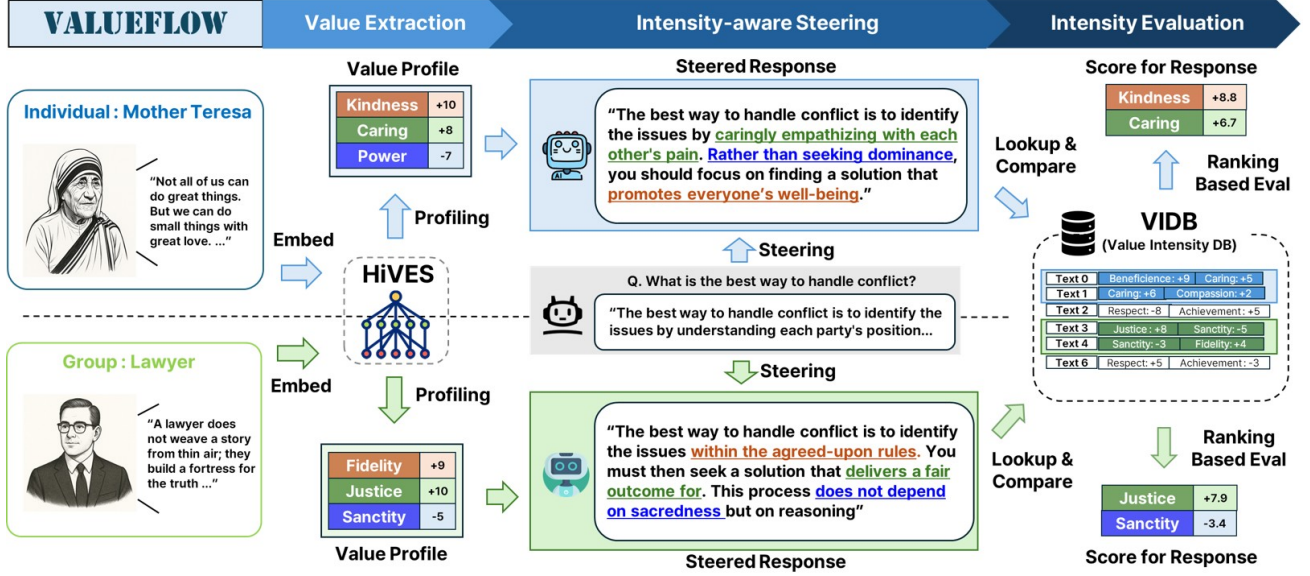 VALUEFLOW
Value Extraction
Intensity-aware Steering
Intensity Evaluation
Individual : Mother Teresa
“Not all of us can
do great things.
But we can do
small things with
great love. ...”
Embed
Value Profile
Kindness +10
Caring +8
Power -7
Profiling
HiVES
Steered Response
AI
“The best way to handle conflict is to identify
the issues by caringly empathizing with each
other's pain. Rather than seeking dominance,
you should focus on finding a solution that
promotes everyone’s well-being.”
Steering
Q. What is the best way to handle conflict?
“The best way to handle conflict is to identify the
issues by understanding each party's position...
Steering
Group : Lawyer
“A lawyer does
not weave a story
from thin air; they
build a fortress for
the truth ...”
Embed
Profiling
Fidelity +9
Justice +10
Sanctity -5
Value Profile
“The best way to handle conflict is to identify
the issues within the agreed-upon rules. You
must then seek a solution that delivers a fair
outcome for. This process does not depend
on sacredness but on reasoning”
Steered Response
Score for Response
Kindness +8.8
Caring +6.7
Lookup &
Compare
Ranking
Based Eval
VIDB
(Value Intensity DB)
Text 0 Beneficience: +9 Caring: +5
Text 1 Caring: +6 Compassion: +2
Text 2 Respect: -8 Achievement: +5
Text 3 Justice : +8 Sanctity: -5
Text 4 Sanctity: -3 Fidelity: +4
Text 6 Respect: +5 Achievement: -3
Lookup &
Compare
Ranking
Based Eval
Justice +7.9
Sanctity -3.4
Score for Response